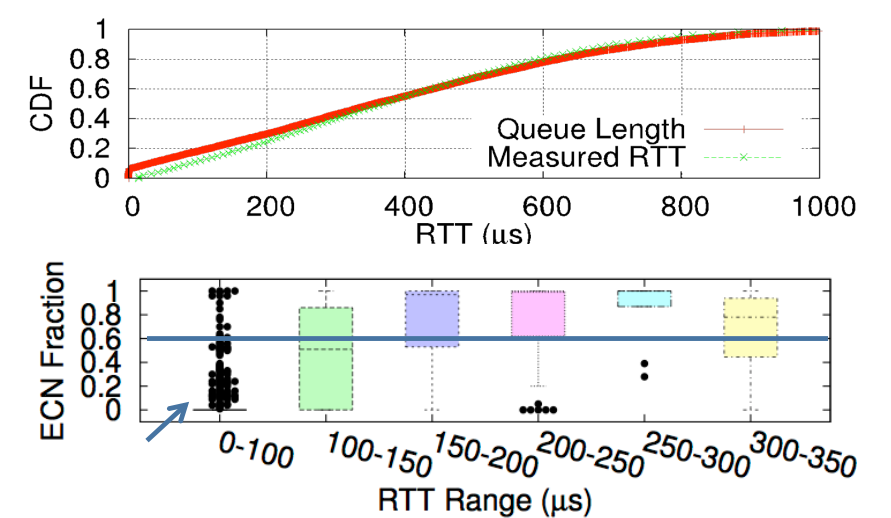 1
0.8
0.6
0.4
0.2
0
CDF
Queue Length
Measured RTT
0 200 400 600 800 1000
RTT (μs)
1
0.8
0.6
0.4
0.2
0
ECN Fraction
0-100 100-150 150-200 200-250 250-300 300-350
RTT Range (μs)